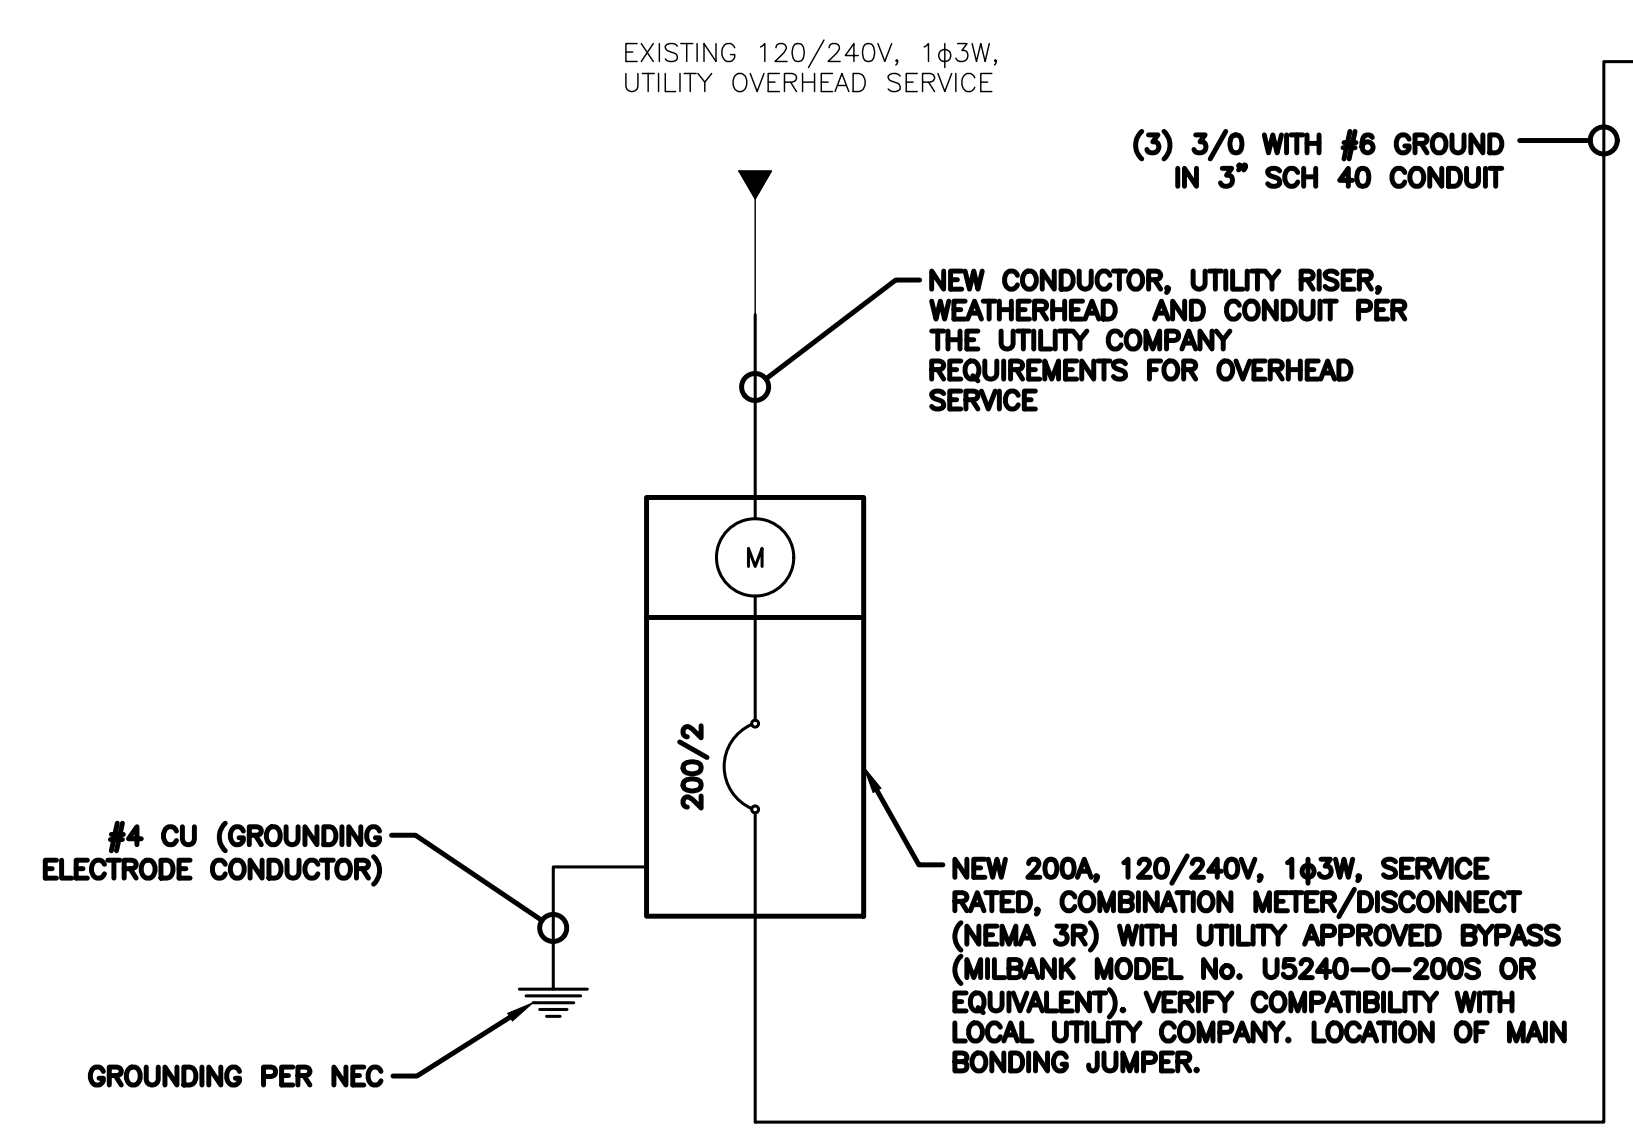 EXISTING 120/240V, 1ϕ3W,
UTILITY OVERHEAD SERVICE
(3) 3/0 WITH #6 GROUND
IN 3" SCH 40 CONDUIT
NEW CONDUCTOR, UTILITY RISER,
WEATHERHEAD AND CONDUIT PER
THE UTILITY COMPANY
REQUIREMENTS FOR OVERHEAD
SERVICE
M
200/2
#4 CU (GROUNDING
ELECTRODE CONDUCTOR)
NEW 200A, 120/240V, 1ϕ3W, SERVICE
RATED, COMBINATION METER/DISCONNECT
(NEMA 3R) WITH UTILITY APPROVED BYPASS
(MILBANK MODEL No. U5240-O-200S OR
EQUIVALENT). VERIFY COMPATIBILITY WITH
LOCAL UTILITY COMPANY. LOCATION OF MAIN
BONDING JUMPER.
GROUNDING PER NEC